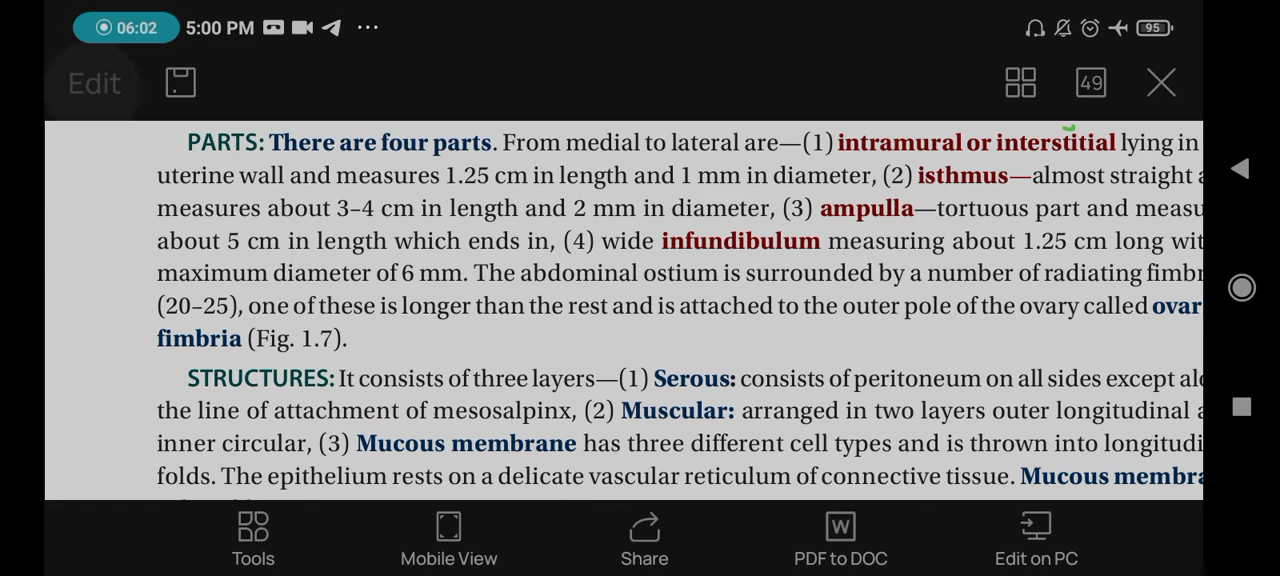 06:02 5:00 PM ... 95
Edit 49
PARTS: There are four parts. From medial to lateral are—(1) intramural or interstitial lying in
uterine wall and measures 1.25 cm in length and 1 mm in diameter, (2) isthmus—almost straight a
measures about 3–4 cm in length and 2 mm in diameter, (3) ampulla—tortuous part and measu
about 5 cm in length which ends in, (4) wide infundibulum measuring about 1.25 cm long wit
maximum diameter of 6 mm. The abdominal ostium is surrounded by a number of radiating fimbr
(20–25), one of these is longer than the rest and is attached to the outer pole of the ovary called ovar
fimbria (Fig. 1.7).
STRUCTURES: It consists of three layers—(1) Serous: consists of peritoneum on all sides except alo
the line of attachment of mesosalpinx, (2) Muscular: arranged in two layers outer longitudinal a
inner circular, (3) Mucous membrane has three different cell types and is thrown into longitudi
folds. The epithelium rests on a delicate vascular reticulum of connective tissue. Mucous membra
Tools Mobile View Share PDF to DOC Edit on PC